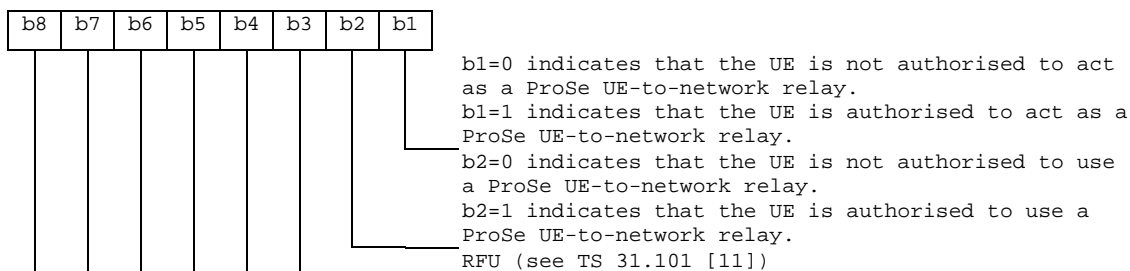 b8 b7 b6 b5 b4 b3 b2 b1
b1=0 indicates that the UE is not authorised to act
as a ProSe UE-to-network relay.
b1=1 indicates that the UE is authorised to act as a
ProSe UE-to-network relay.
b2=0 indicates that the UE is not authorised to use
a ProSe UE-to-network relay.
b2=1 indicates that the UE is authorised to use a
ProSe UE-to-network relay.
RFU (see TS 31.101 [11])